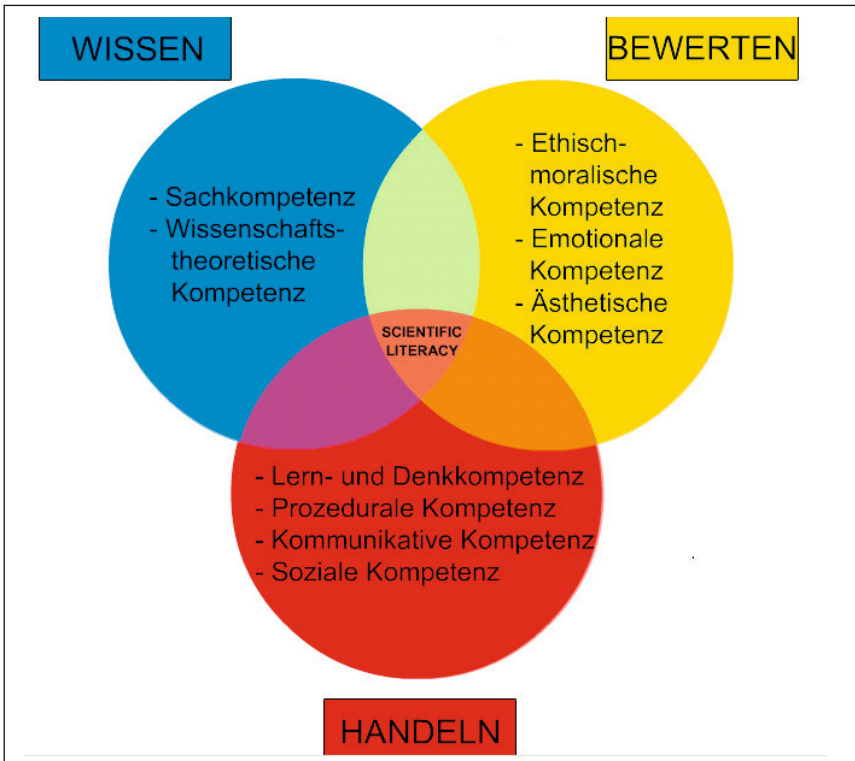 WISSEN
BEWERTEN
- Sachkompetenz
- Wissenschafts-
theoretische
Kompetenz
- Ethisch-
moralische
Kompetenz
- Emotionale
Kompetenz
- Ästhetische
Kompetenz
SCIENTIFIC
LITERACY
- Lern- und Denkkompetenz
- Prozedurale Kompetenz
- Kommunikative Kompetenz
- Soziale Kompetenz
HANDELN